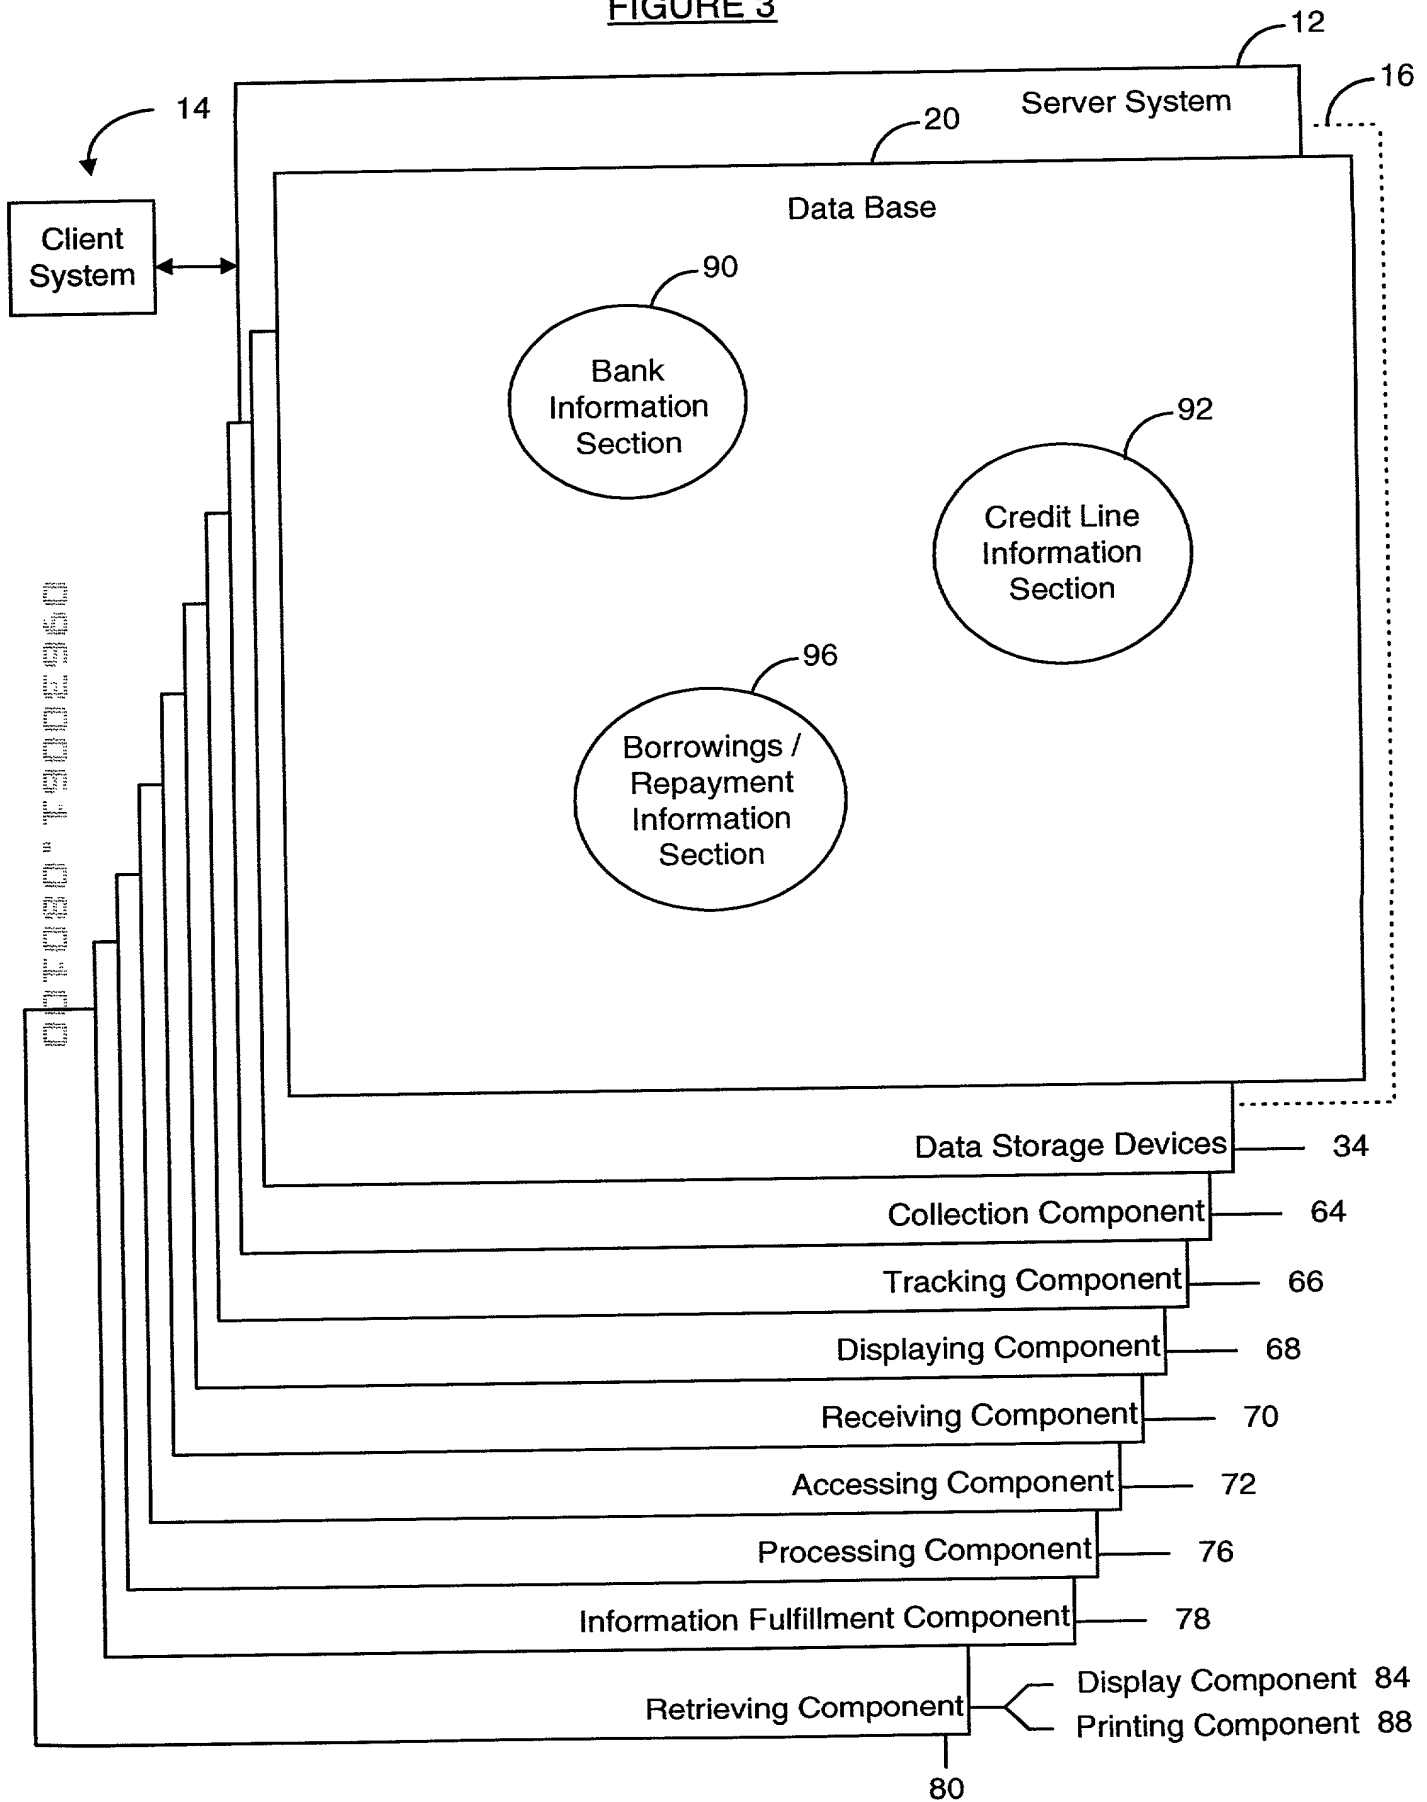 FIGURE 3
12
16
Server System
14
20
Data Base
Client
System
90
Bank
Information
Section
92
Credit Line
Information
Section
96
Borrowings /
Repayment
Information
Section
Data Storage Devices 34
Collection Component 64
Tracking Component 66
Displaying Component 68
Receiving Component 70
Accessing Component 72
Processing Component 76
Information Fulfillment Component 78
Display Component 84
Retrieving Component
Printing Component 88
80